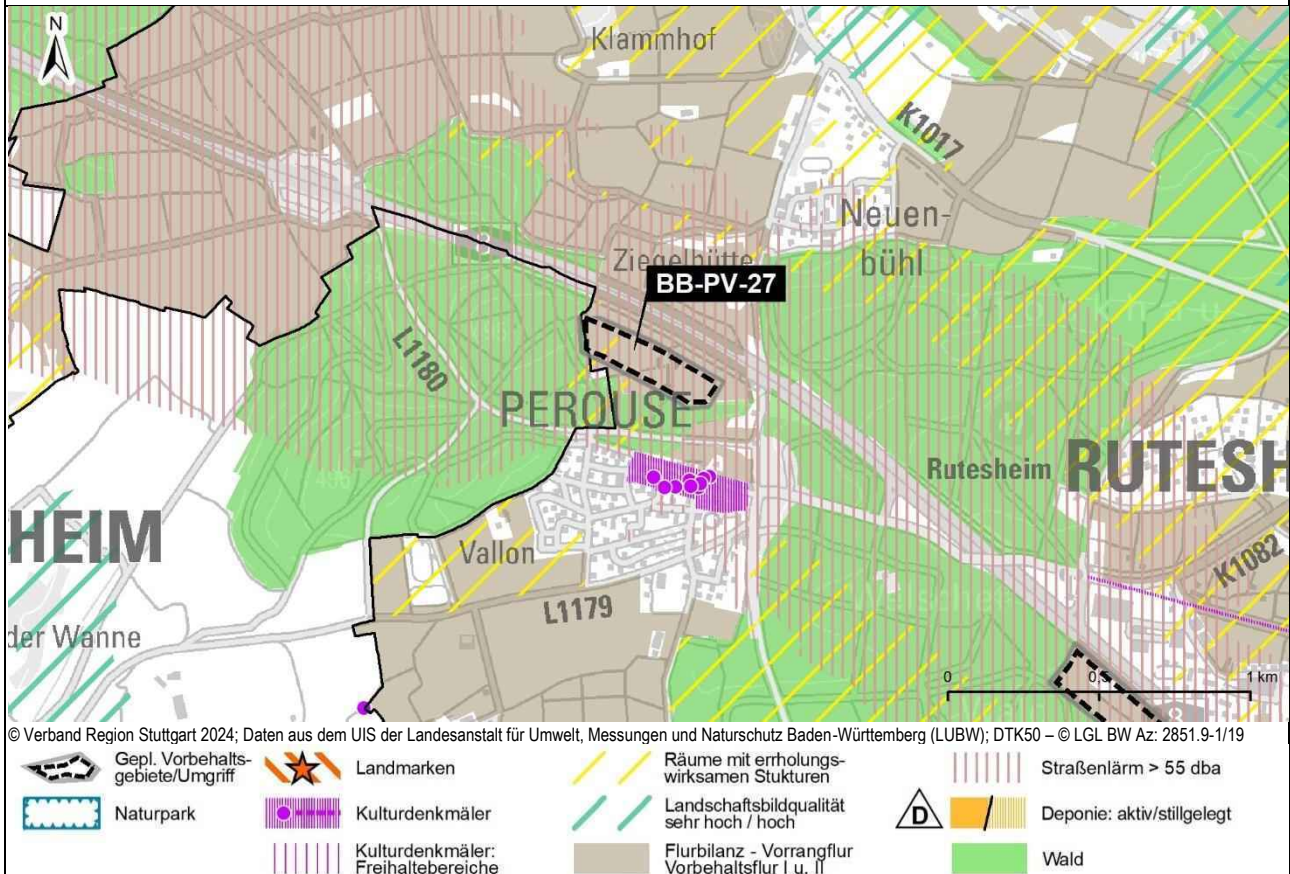 N
Klammhof
K1017
Neuen-
bühl
Ziegelhütte
BB-PV-27
L1180
PEROUSE
Rutesheim
RUTESH
HEIM
Vallon
K1082
L1179
der Wanne
0
0,5
1 km
© Verband Region Stuttgart 2024; Daten aus dem UIS der Landesanstalt für Umwelt, Messungen und Naturschutz Baden-Württemberg (LUBW); DTK50 – © LGL BW Az: 2851.9-1/19
Gepl. Vorbehalts-
gebiete/Umgriff
Landmarken
Räume mit errholungs-
wirksamen Stukturen
Straßenlärm > 55 dba
Naturpark
Kulturdenkmäler
Landschaftsbildqualität
sehr hoch / hoch
D
Deponie: aktiv/stillgelegt
Kulturdenkmäler:
Freihaltebereiche
Flurbilanz - Vorrangflur
Vorbehaltsflur I u. II
Wald